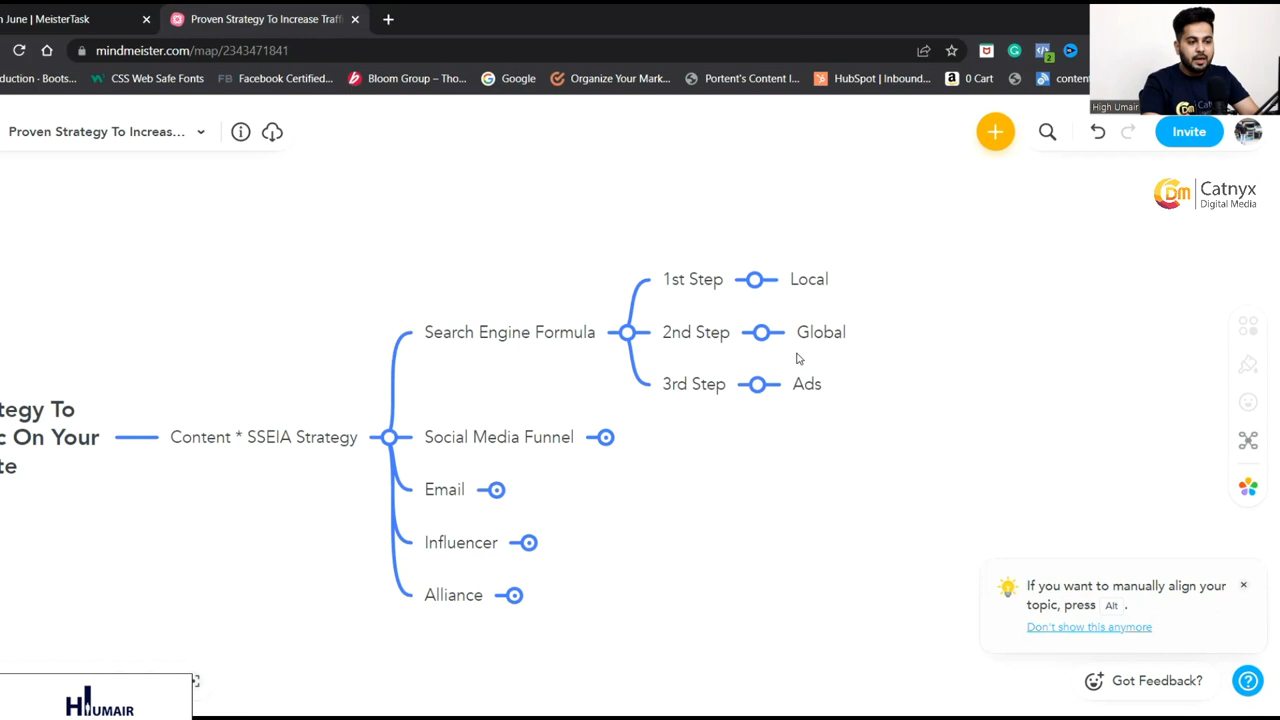 n June | MeisterTask
Proven Strategy To Increase Traffi
mindmeister.com/map/2343471841
duction · Boots...
CSS Web Safe Fonts
FB Facebook Certified...
Bloom Group – Tho...
Google
Organize Your Mark...
Portent's Content I...
HubSpot | Inbound...
0 Cart
conten
2
High Umair
Proven Strategy To Increas...
Invite
Dm Catnyx
Digital Media
1st Step
Local
Search Engine Formula
2nd Step
Global
3rd Step
Ads
tegy To
c On Your
te
Content * SSEIA Strategy
Social Media Funnel
Email
Influencer
Alliance
If you want to manually align your
topic, press Alt .
Don't show this anymore
Got Feedback?
HUMAIR